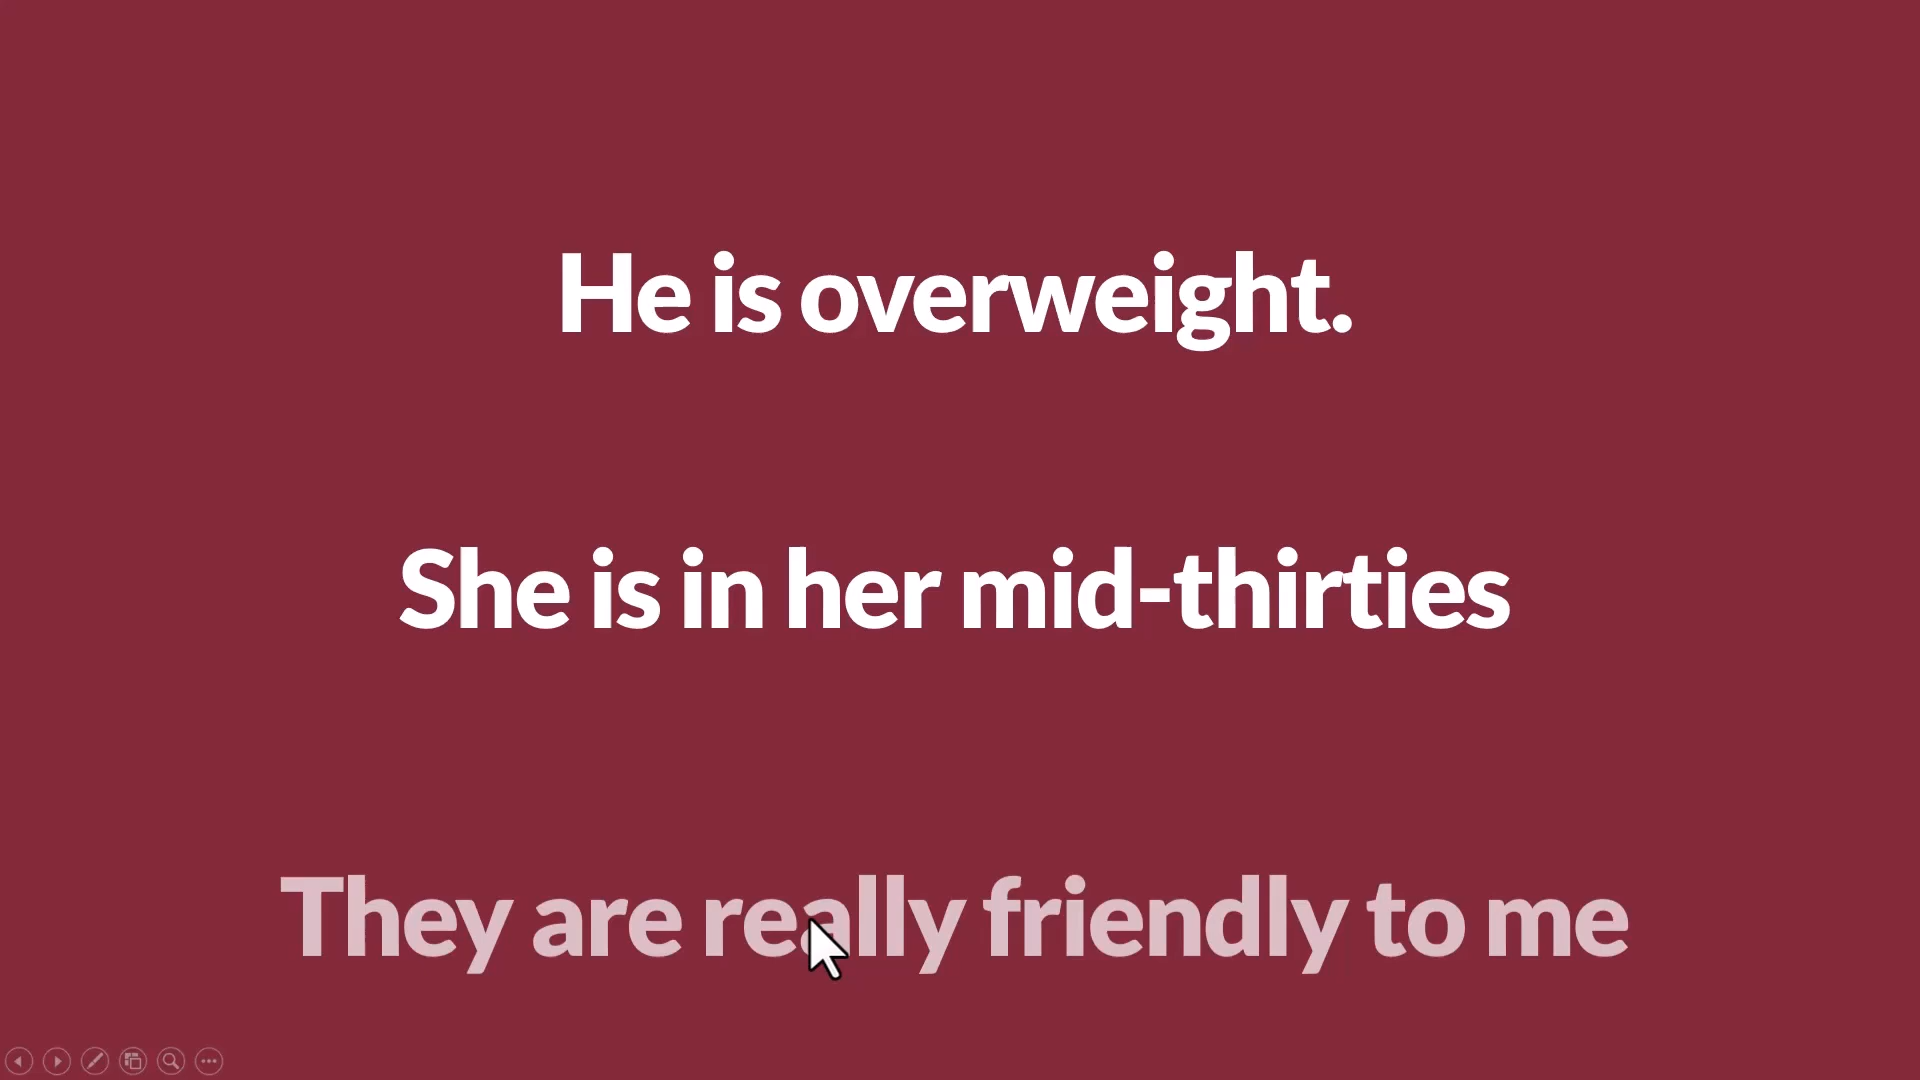 He is overweight.
She is in her mid-thirties
They are really friendly to me